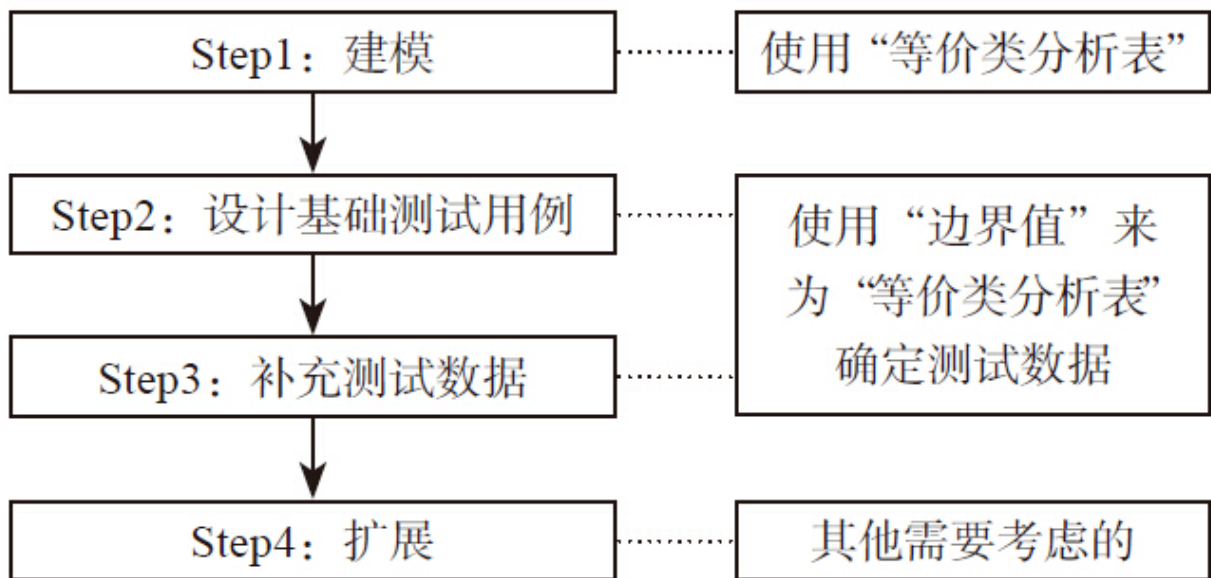 Step1：建模
使用“等价类分析表”
Step2：设计基础测试用例
使用“边界值”来
为“等价类分析表”
确定测试数据
Step3：补充测试数据
Step4：扩展
其他需要考虑的